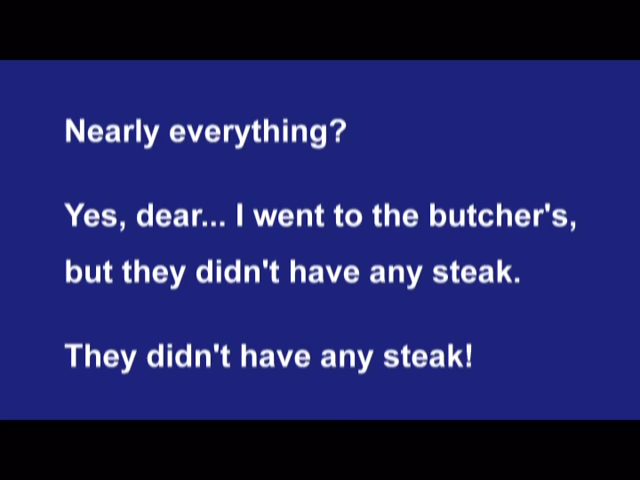 Nearly everything?
Yes, dear... I went to the butcher's,
but they didn't have any steak.
They didn't have any steak!